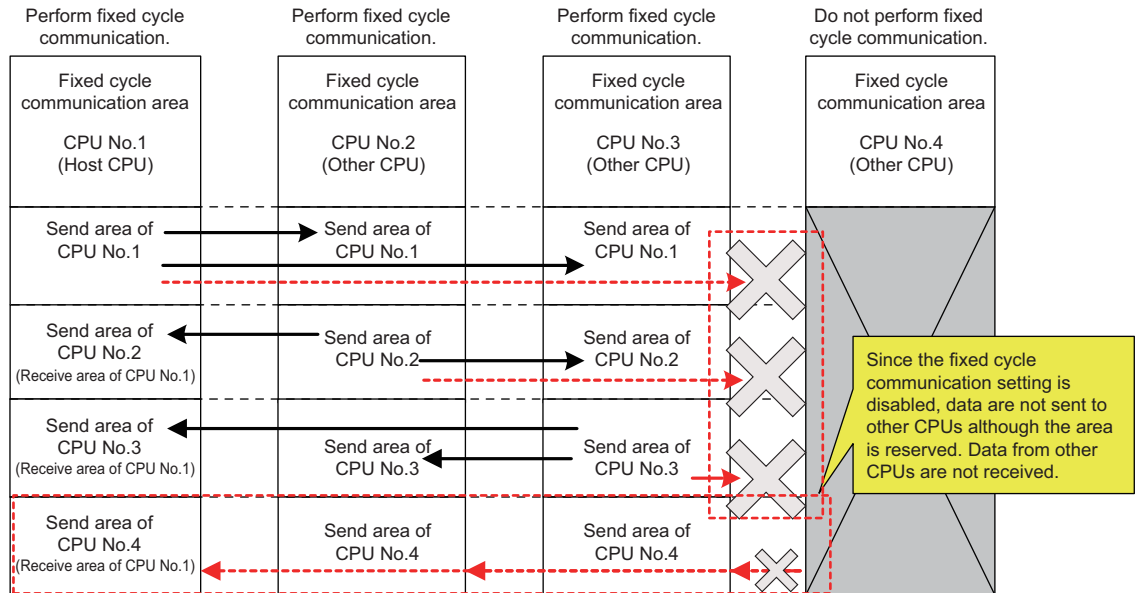 Perform fixed cycle
communication.
Perform fixed cycle
communication.
Perform fixed cycle
communication.
Do not perform fixed
cycle communication.
Fixed cycle
communication area
CPU No.1
(Host CPU)
Fixed cycle
communication area
CPU No.2
(Other CPU)
Fixed cycle
communication area
CPU No.3
(Other CPU)
Fixed cycle
communication area
CPU No.4
(Other CPU)
Send area of
CPU No.1
Send area of
CPU No.1
Send area of
CPU No.1
Send area of
CPU No.2
(Receive area of CPU No.1)
Send area of
CPU No.2
Send area of
CPU No.2
Send area of
CPU No.3
(Receive area of CPU No.1)
Send area of
CPU No.3
Send area of
CPU No.3
Send area of
CPU No.4
(Receive area of CPU No.1)
Send area of
CPU No.4
Send area of
CPU No.4
Since the fixed cycle
communication setting is
disabled, data are not sent to
other CPUs although the area
is reserved. Data from other
CPUs are not received.